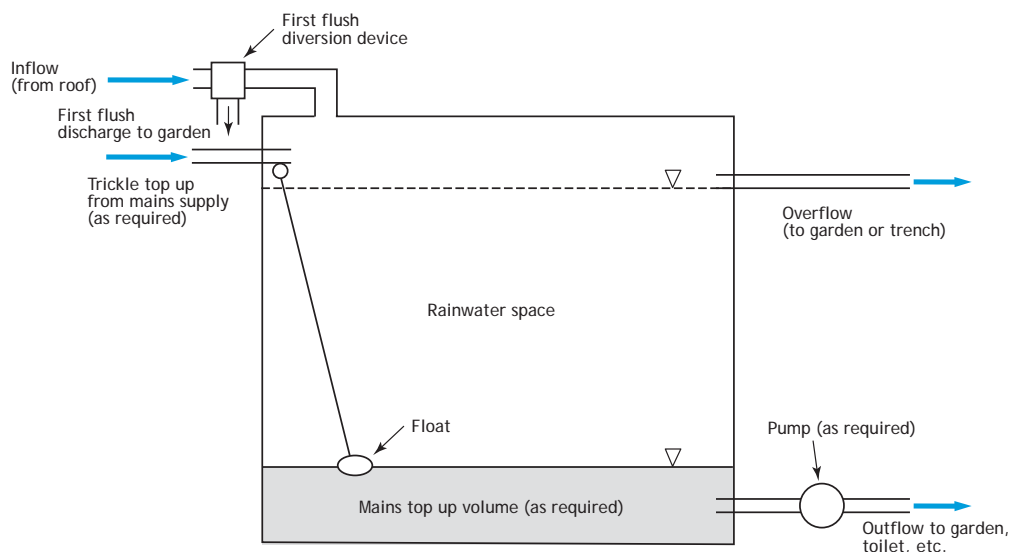 First flush
diversion device
Inflow
(from roof)
First flush
discharge to garden
Trickle top up
from mains supply
(as required)
Overflow
(to garden or trench)
Rainwater space
Float
Pump (as required)
Mains top up volume (as required)
Outflow to garden,
toilet, etc.